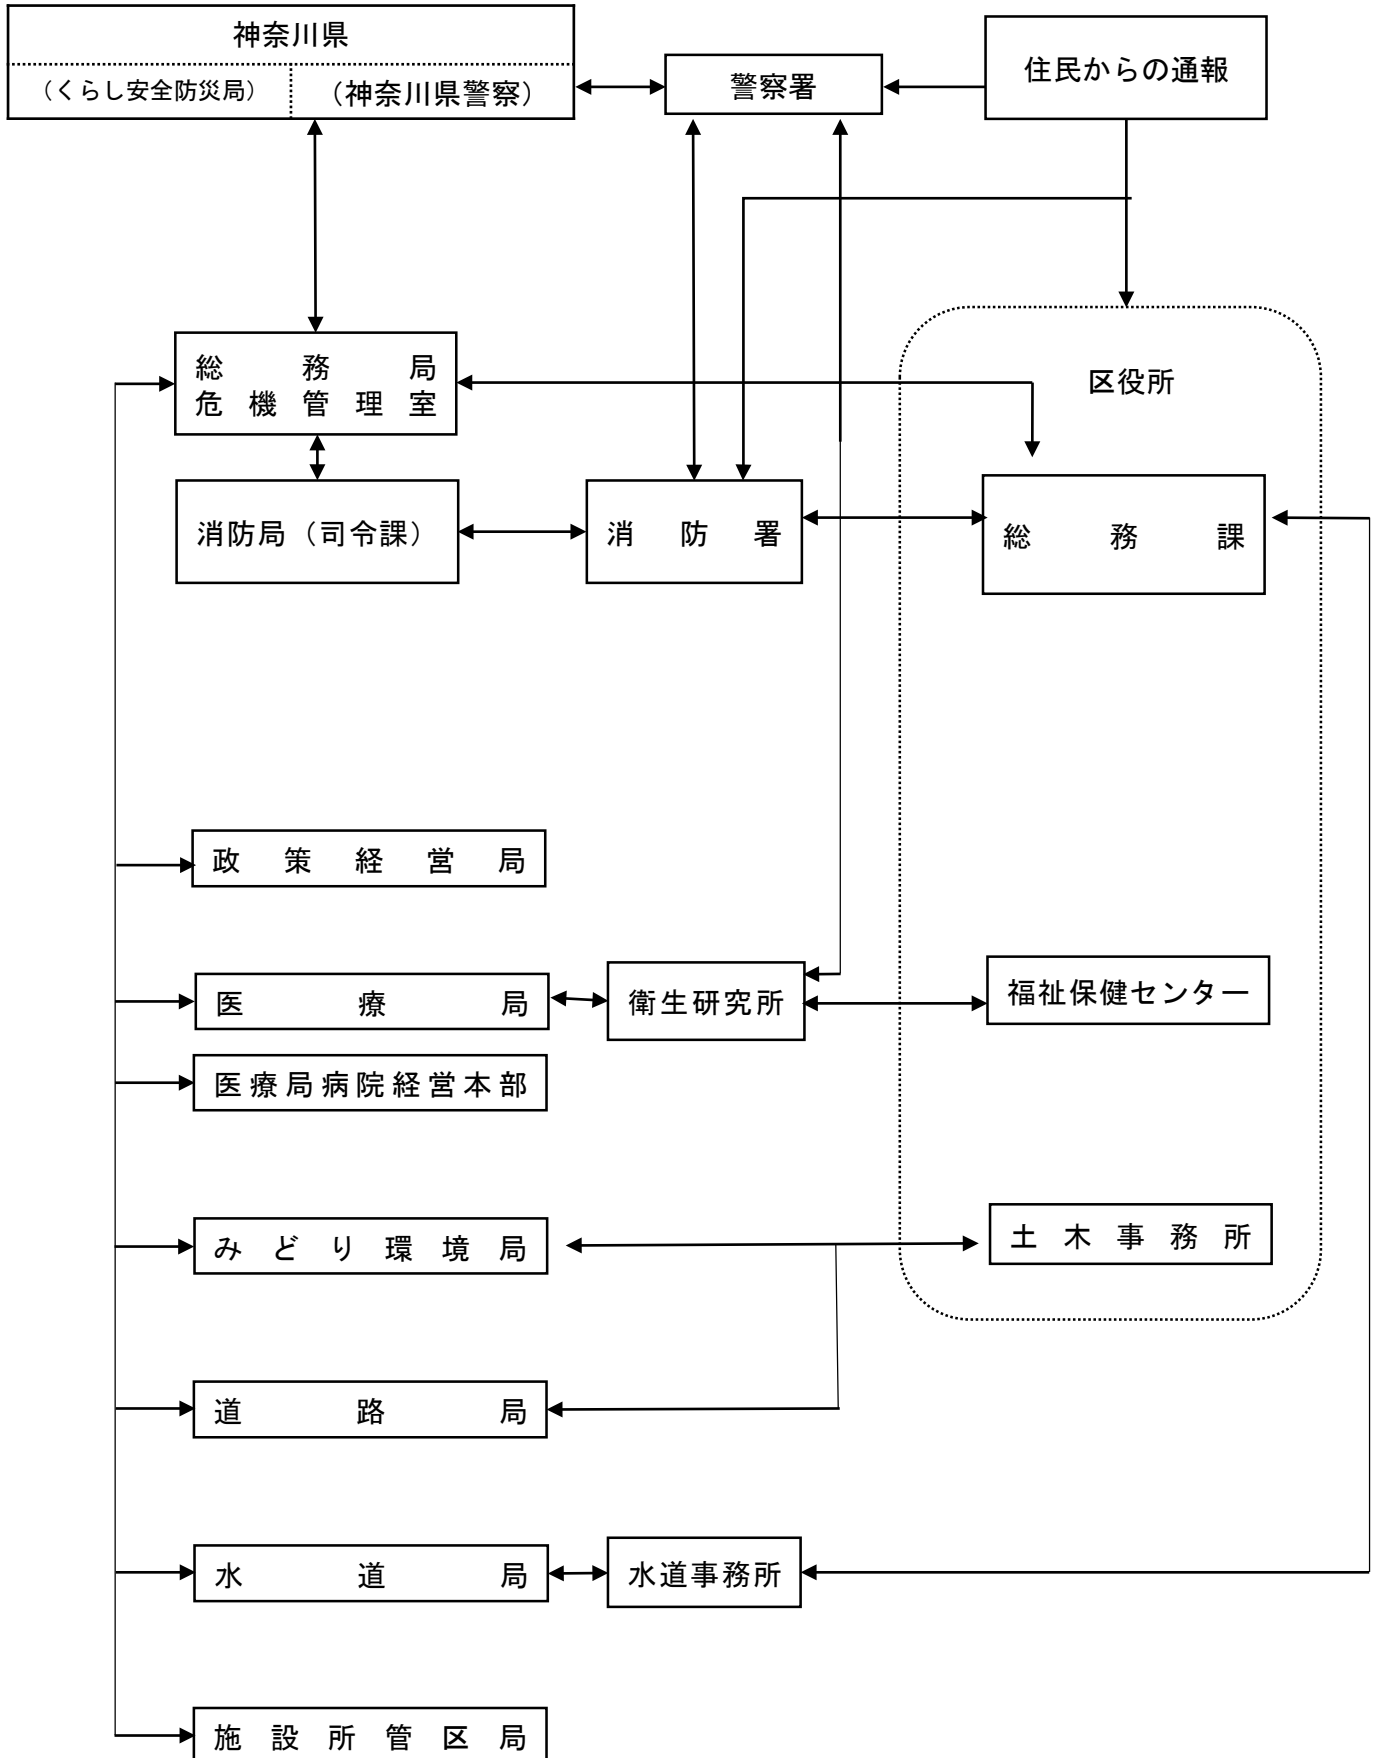 神奈川県
（くらし安全防災局）
（神奈川県警察）
警察署
住民からの通報
総務局
危機管理室
区役所
消防局（司令課）
消防署
総務課
政策経営局
医療局
衛生研究所
福祉保健センター
医療局病院経営本部
みどり環境局
土木事務所
道路局
水道局
水道事務所
施設所管区局